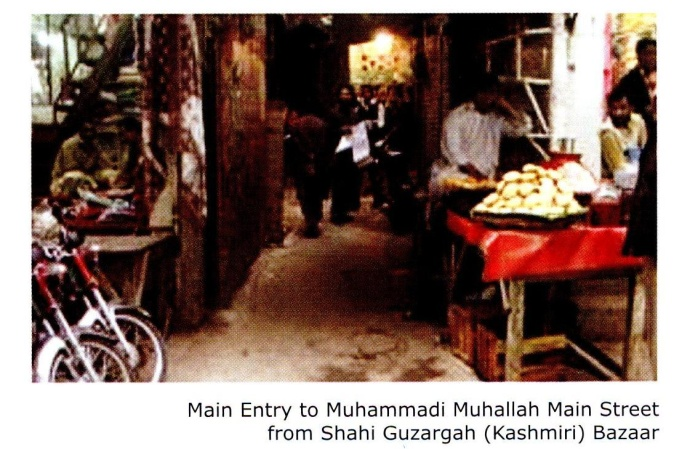 Main Entry to Muhammadi Muhallah Main Street
from Shahi Guzargah (Kashmiri) Bazaar